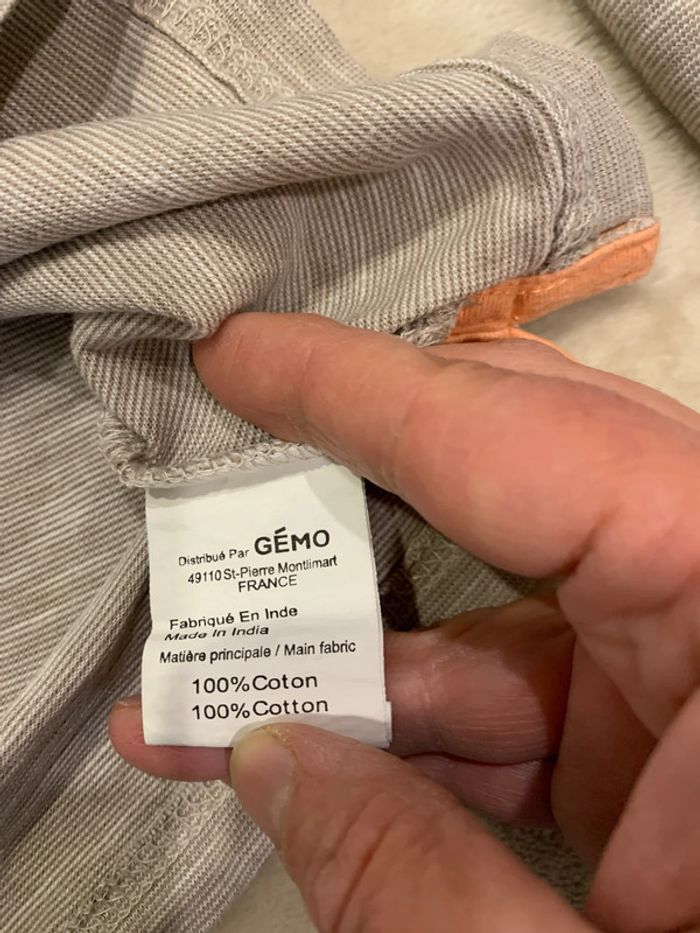 Distribué Par GÉMO
49110 St-Pierre Montlimart
FRANCE
Fabriqué En Inde
Made In India
Matière principale / Main fabric
100%Coton
100%Cotton